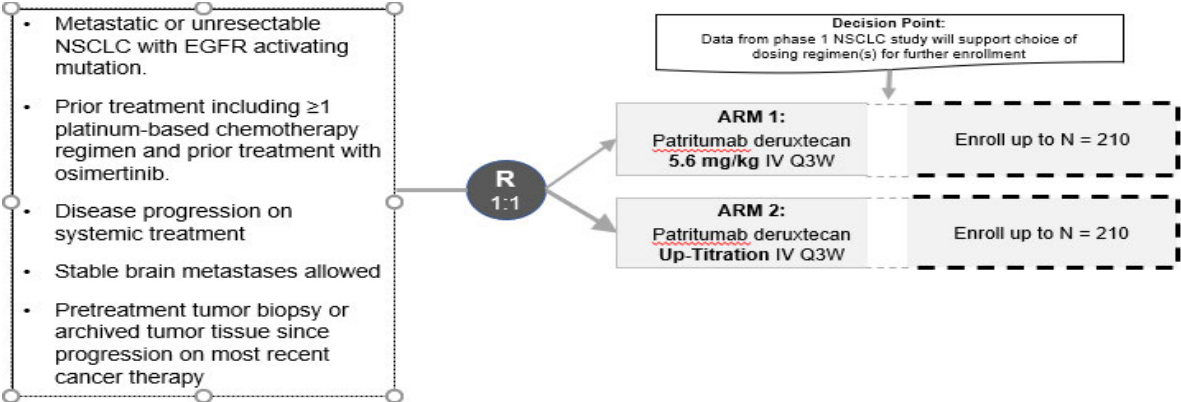 • Metastatic or unresectable
NSCLC with EGFR activating
mutation.
• Prior treatment including ≥1
platinum-based chemotherapy
regimen and prior treatment with
osimertinib.
• Disease progression on
systemic treatment
• Stable brain metastases allowed
• Pretreatment tumor biopsy or
archived tumor tissue since
progression on most recent
cancer therapy
R
1:1
Decision Point:
Data from phase 1 NSCLC study will support choice of
dosing regimen(s) for further enrollment
ARM 1:
Patritumab deruxtecan
5.6 mg/kg IV Q3W
Enroll up to N = 210
ARM 2:
Patritumab deruxtecan
Up-Titration IV Q3W
Enroll up to N = 210